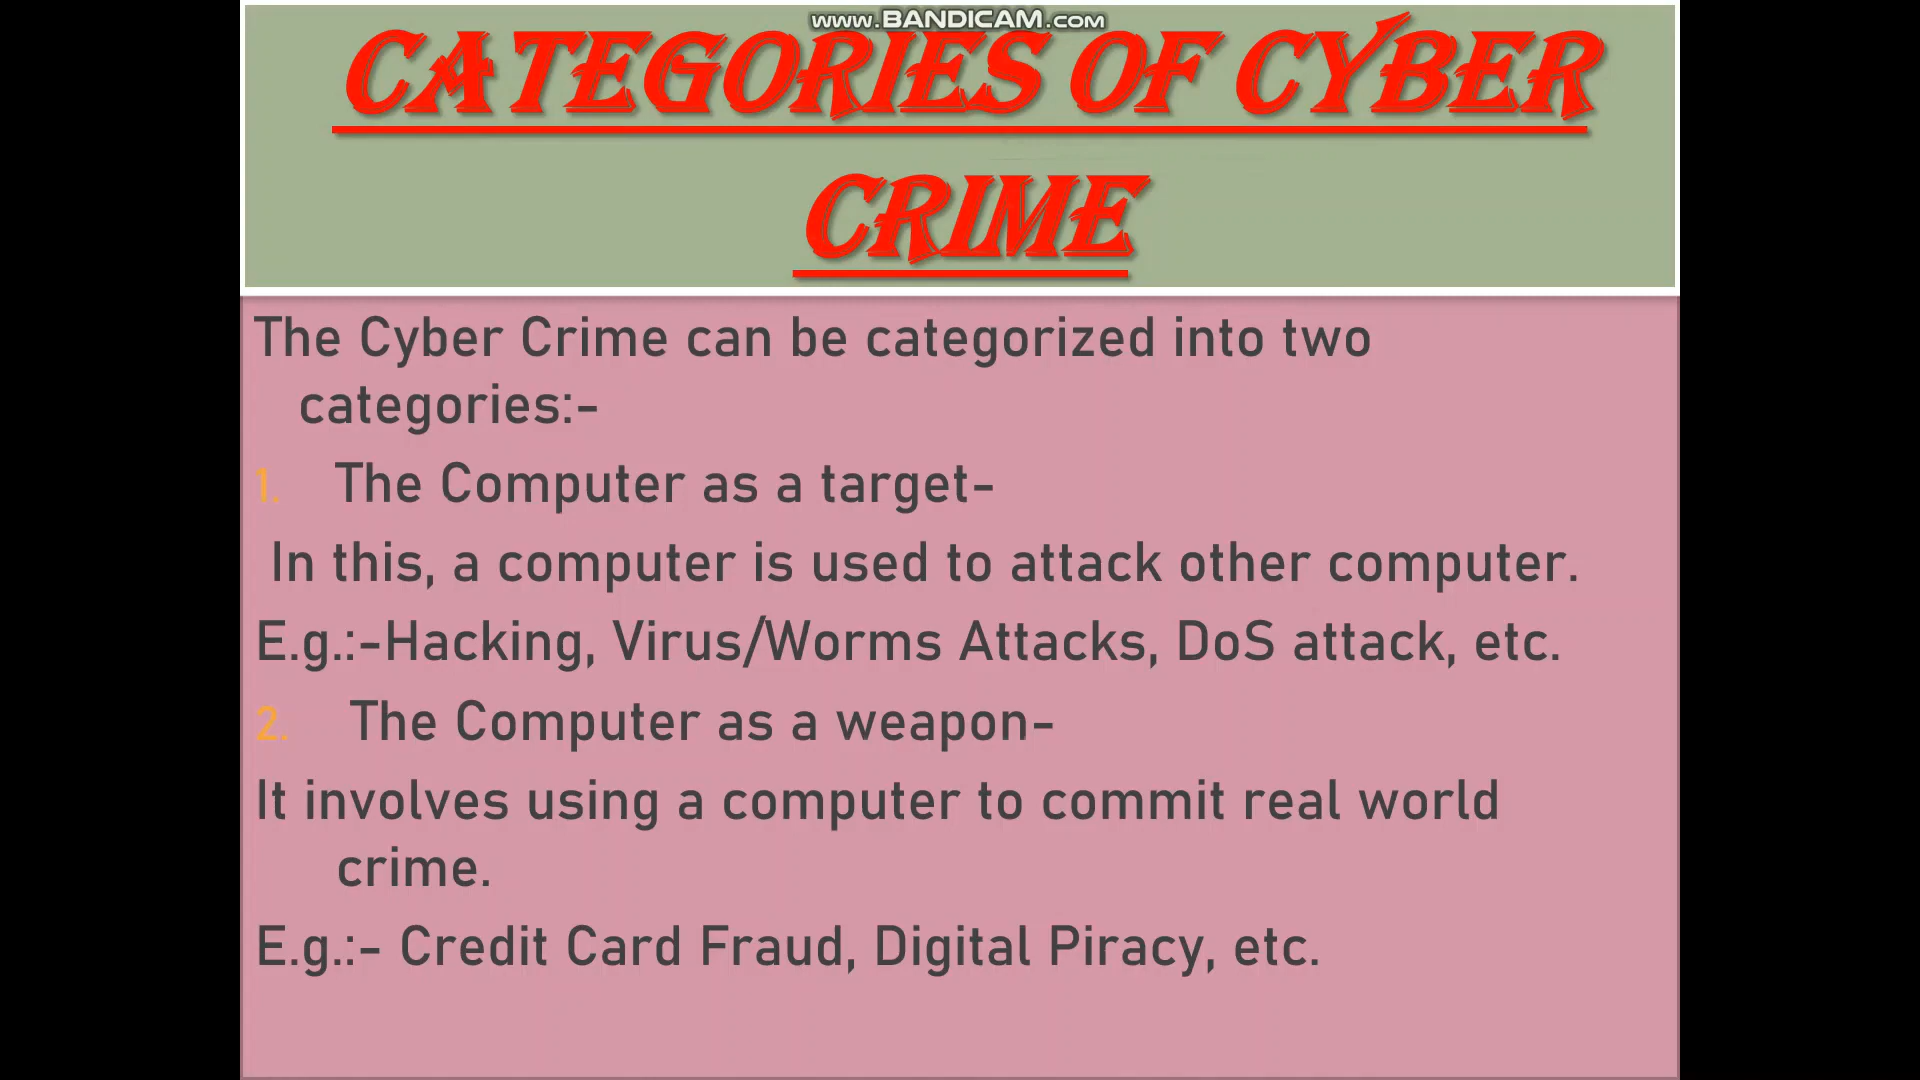 www.BANDICAM.com
CATEGORIES OF CYBER
CRIME
The Cyber Crime can be categorized into two
categories:-
1. The Computer as a target-
In this, a computer is used to attack other computer.
E.g.:-Hacking, Virus/Worms Attacks, DoS attack, etc.
2. The Computer as a weapon-
It involves using a computer to commit real world
crime.
E.g.:- Credit Card Fraud, Digital Piracy, etc.